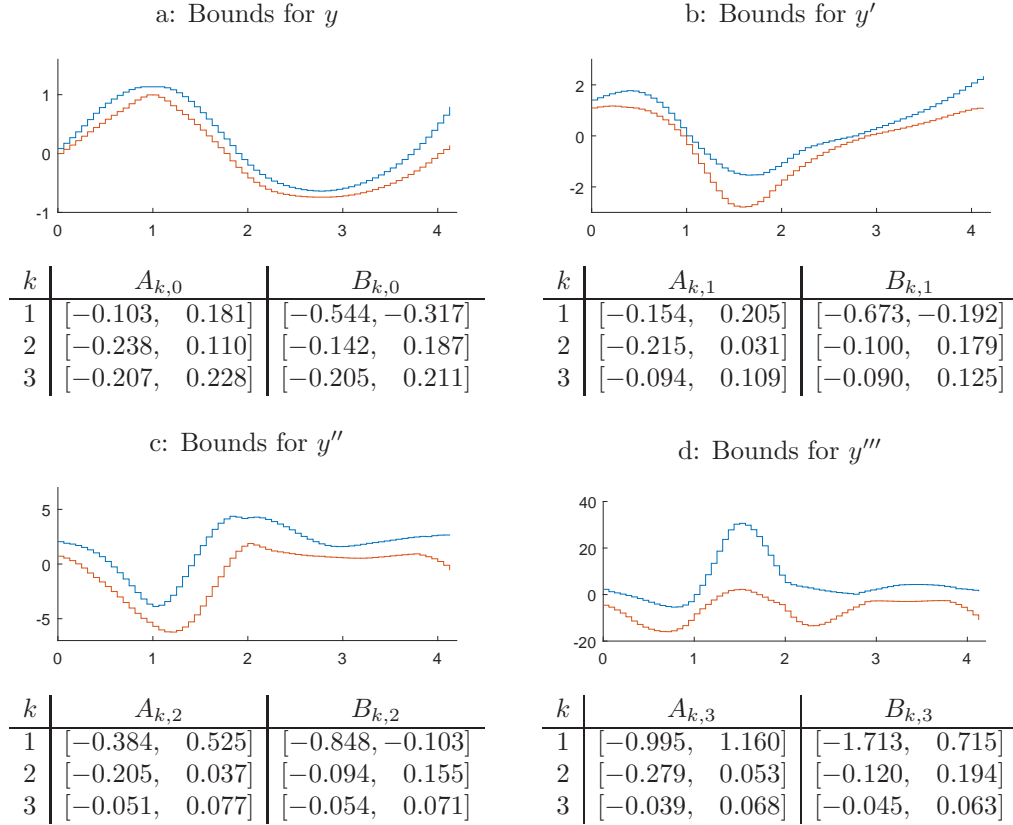 a: Bounds for y
1
0
-1
0 1 2 3 4
k A_{k,0} B_{k,0}
1 [−0.103, 0.181] [−0.544, −0.317]
2 [−0.238, 0.110] [−0.142, 0.187]
3 [−0.207, 0.228] [−0.205, 0.211]
b: Bounds for y′
2
0
-2
0 1 2 3 4
k A_{k,1} B_{k,1}
1 [−0.154, 0.205] [−0.673, −0.192]
2 [−0.215, 0.031] [−0.100, 0.179]
3 [−0.094, 0.109] [−0.090, 0.125]
c: Bounds for y′′
5
0
-5
0 1 2 3 4
k A_{k,2} B_{k,2}
1 [−0.384, 0.525] [−0.848, −0.103]
2 [−0.205, 0.037] [−0.094, 0.155]
3 [−0.051, 0.077] [−0.054, 0.071]
d: Bounds for y′′′
40
20
0
-20
0 1 2 3 4
k A_{k,3} B_{k,3}
1 [−0.995, 1.160] [−1.713, 0.715]
2 [−0.279, 0.053] [−0.120, 0.194]
3 [−0.039, 0.068] [−0.045, 0.063]